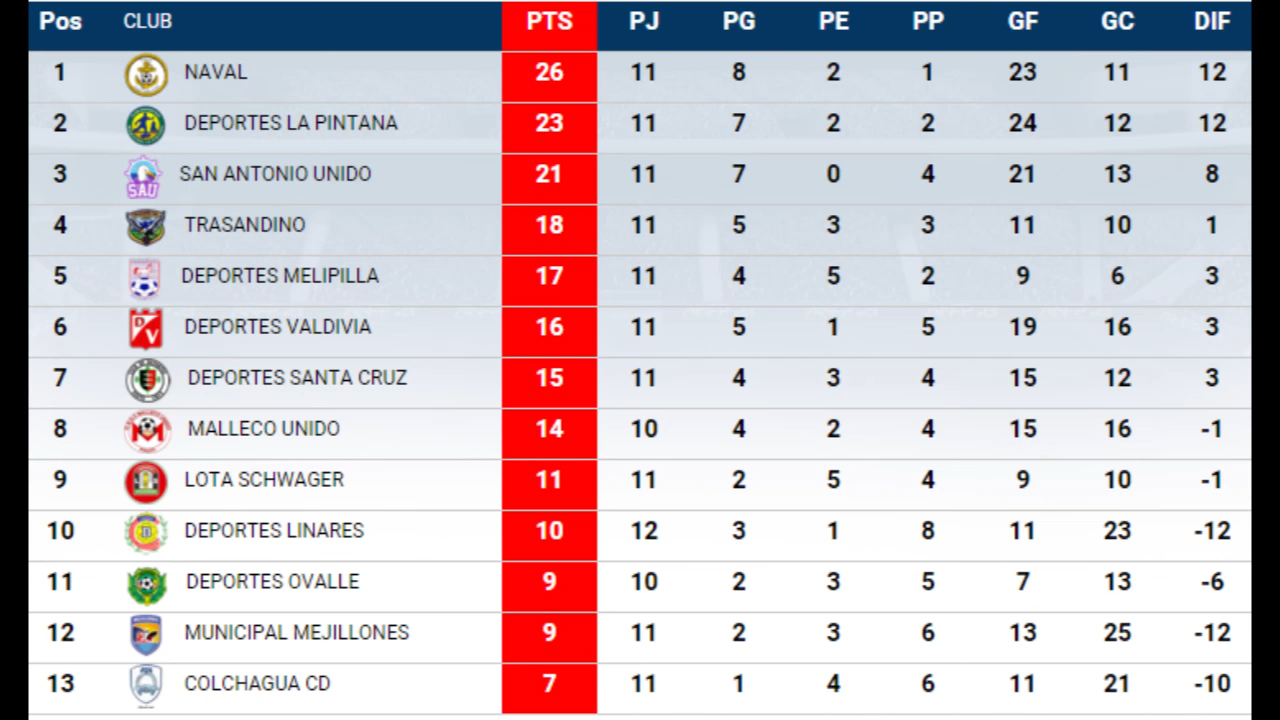 Pos CLUB PTS PJ PG PE PP GF GC DIF
1 NAVAL 26 11 8 2 1 23 11 12
2 DEPORTES LA PINTANA 23 11 7 2 2 24 12 12
3 SAU SAN ANTONIO UNIDO 21 11 7 0 4 21 13 8
4 TRASANDINO 18 11 5 3 3 11 10 1
5 DEPORTES MELIPILLA 17 11 4 5 2 9 6 3
6 DV DEPORTES VALDIVIA 16 11 5 1 5 19 16 3
7 DEPORTES SANTA CRUZ 15 11 4 3 4 15 12 3
8 M MALLECO UNIDO 14 10 4 2 4 15 16 -1
9 LOTA SCHWAGER 11 11 2 5 4 9 10 -1
10 DEPORTES LINARES 10 12 3 1 8 11 23 -12
11 DEPORTES OVALLE 9 10 2 3 5 7 13 -6
12 MUNICIPAL MEJILLONES 9 11 2 3 6 13 25 -12
13 COLCHAGUA CD 7 11 1 4 6 11 21 -10